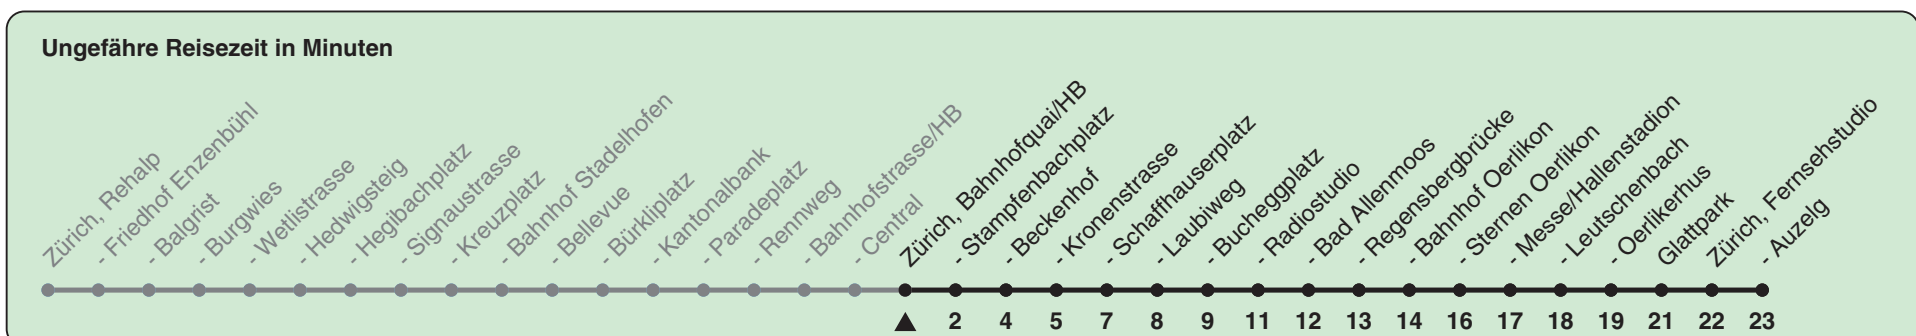 Ungefähre Reisezeit in Minuten
Zürich, Rehalp
- Friedhof Enzenbühl
- Balgrist
- Burgwies
- Wetlistrasse
- Hedwigsteig
- Hegibachplatz
- Signaustrasse
- Kreuzplatz
- Bahnhof Stadelhofen
- Bellevue
- Bürkliplatz
- Kantonalbank
- Paradeplatz
- Rennweg
- Bahnhofstrasse/HB
- Central
Zürich, Bahnhofquai/HB
- Stampfenbachplatz
- Beckenhof
- Kronenstrasse
- Schaffhauserplatz
- Laubiweg
- Bucheggplatz
- Radiostudio
- Bad Allenmoos
- Regensbergbrücke
- Bahnhof Oerlikon
- Sternen Oerlikon
- Messe/Hallenstadion
- Leutschenbach
- Oerlikerhus
Glattpark
Zürich, Fernsehstudio
- Auzelg
2 4 5 7 8 9 11 12 13 14 16 17 18 19 21 22 23